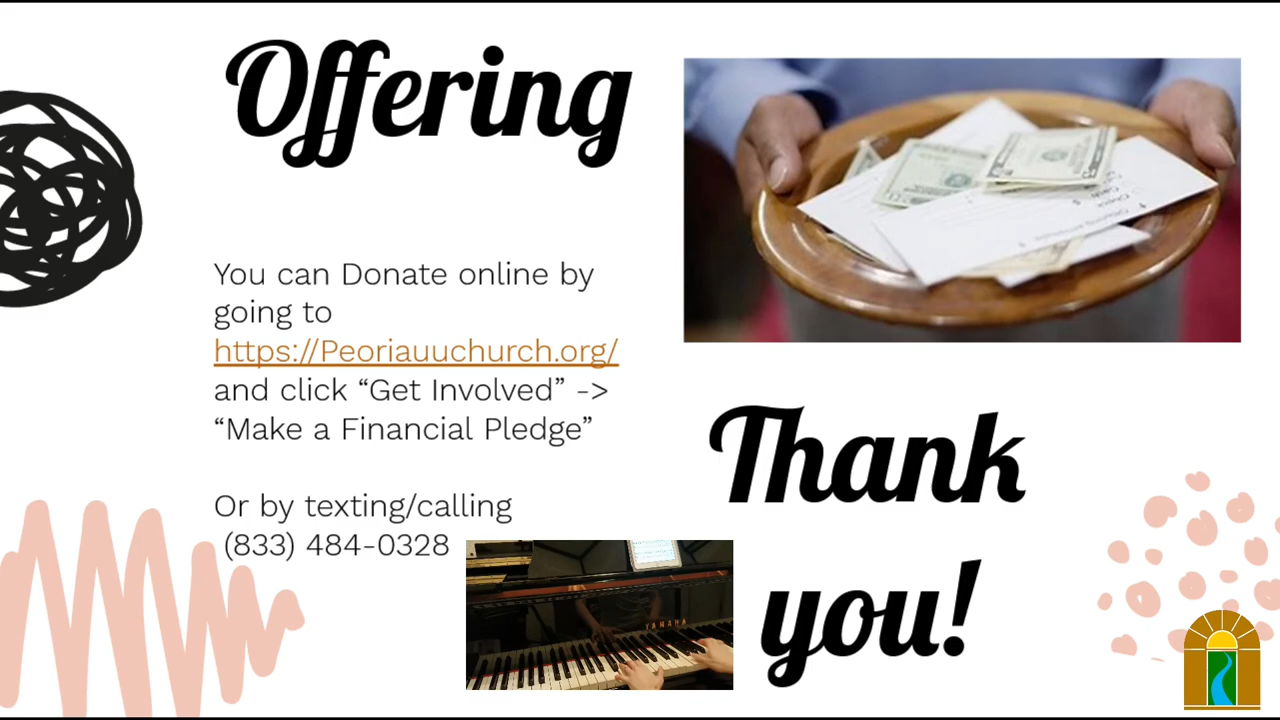 Offering
You can Donate online by
going to
https://Peoriauuchurch.org/
and click “Get Involved” ->
“Make a Financial Pledge”
Or by texting/calling
(833) 484-0328
Thank
you!
YAMAHA